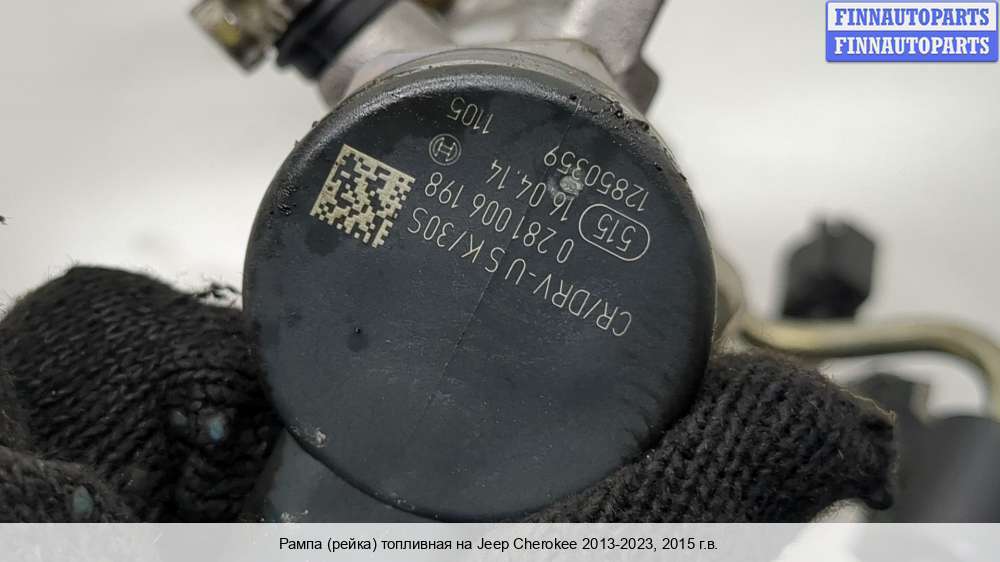 FINNAUTOPARTS
FINNAUTOPARTS
CR/DRV-USK/30S
0 281 006 198
515 16.04.14
12850359
1105
Рампа (рейка) топливная на Jeep Cherokee 2013-2023, 2015 г.в.